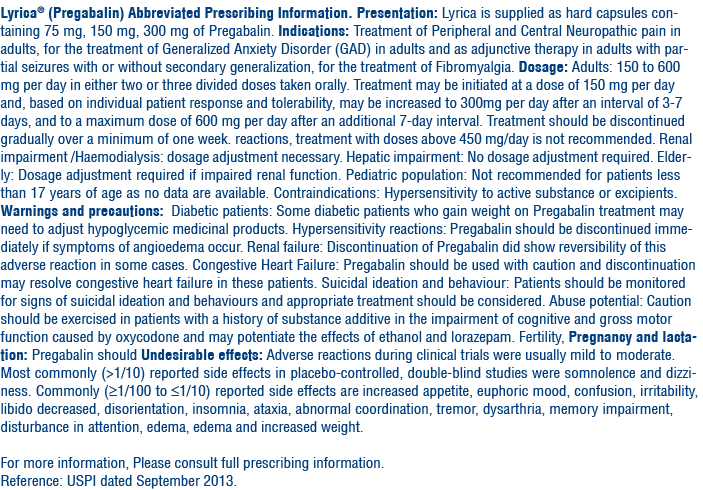 Lyrica® (Pregabalin) Abbreviated Prescribing Information. Presentation: Lyrica is supplied as hard capsules con-
taining 75 mg, 150 mg, 300 mg of Pregabalin. Indications: Treatment of Peripheral and Central Neuropathic pain in
adults, for the treatment of Generalized Anxiety Disorder (GAD) in adults and as adjunctive therapy in adults with par-
tial seizures with or without secondary generalization, for the treatment of Fibromyalgia. Dosage: Adults: 150 to 600
mg per day in either two or three divided doses taken orally. Treatment may be initiated at a dose of 150 mg per day
and, based on individual patient response and tolerability, may be increased to 300mg per day after an interval of 3-7
days, and to a maximum dose of 600 mg per day after an additional 7-day interval. Treatment should be discontinued
gradually over a minimum of one week. reactions, treatment with doses above 450 mg/day is not recommended. Renal
impairment /Haemodialysis: dosage adjustment necessary. Hepatic impairment: No dosage adjustment required. Elder-
ly: Dosage adjustment required if impaired renal function. Pediatric population: Not recommended for patients less
than 17 years of age as no data are available. Contraindications: Hypersensitivity to active substance or excipients.
Warnings and precautions: Diabetic patients: Some diabetic patients who gain weight on Pregabalin treatment may
need to adjust hypoglycemic medicinal products. Hypersensitivity reactions: Pregabalin should be discontinued imme-
diately if symptoms of angioedema occur. Renal failure: Discontinuation of Pregabalin did show reversibility of this
adverse reaction in some cases. Congestive Heart Failure: Pregabalin should be used with caution and discontinuation
may resolve congestive heart failure in these patients. Suicidal ideation and behaviour: Patients should be monitored
for signs of suicidal ideation and behaviours and appropriate treatment should be considered. Abuse potential: Caution
should be exercised in patients with a history of substance additive in the impairment of cognitive and gross motor
function caused by oxycodone and may potentiate the effects of ethanol and lorazepam. Fertility, Pregnancy and lacta-
tion: Pregabalin should Undesirable effects: Adverse reactions during clinical trials were usually mild to moderate.
Most commonly (>1/10) reported side effects in placebo-controlled, double-blind studies were somnolence and dizzi-
ness. Commonly (≥1/100 to ≤1/10) reported side effects are increased appetite, euphoric mood, confusion, irritability,
libido decreased, disorientation, insomnia, ataxia, abnormal coordination, tremor, dysarthria, memory impairment,
disturbance in attention, edema, edema and increased weight.
For more information, Please consult full prescribing information.
Reference: USPI dated September 2013.